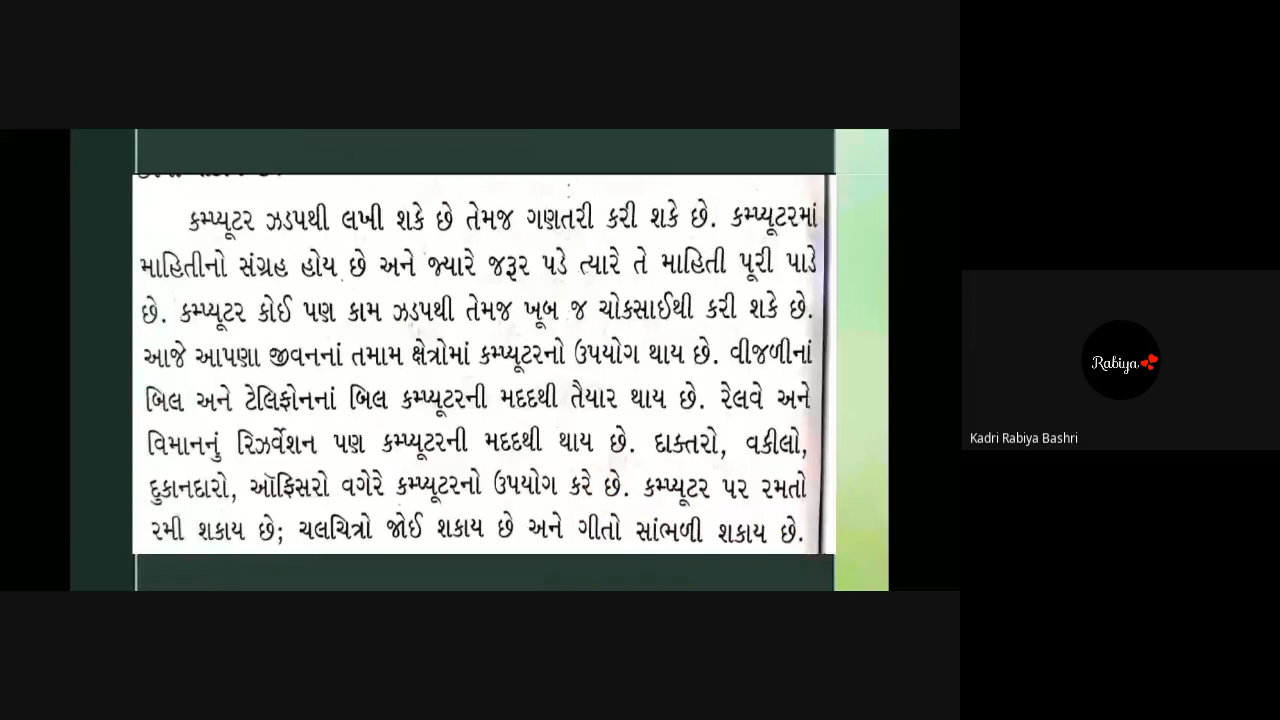 કમ્પ્યૂટર ઝડપથી લખી શકે છે તેમજ ગણતરી કરી શકે છે. કમ્પ્યૂટરમાં
માહિતીનો સંગ્રહ હોય છે અને જ્યારે જરૂર પડે ત્યારે તે માહિતી પૂરી પાડે
છે. કમ્પ્યૂટર કોઈ પણ કામ ઝડપથી તેમજ ખૂબ જ ચોકસાઈથી કરી શકે છે.
આજે આપણા જીવનનાં તમામ ક્ષેત્રોમાં કમ્પ્યૂટરનો ઉપયોગ થાય છે. વીજળીનાં
બિલ અને ટેલિફોનનાં બિલ કમ્પ્યૂટરની મદદથી તૈયાર થાય છે. રેલવે અને
વિમાનનું રિઝર્વેશન પણ કમ્પ્યૂટરની મદદથી થાય છે. દાક્તરો, વકીલો,
દુકાનદારો, ઑફિસરો વગેરે કમ્પ્યૂટરનો ઉપયોગ કરે છે. કમ્પ્યૂટર પર રમતો
રમી શકાય છે; ચલચિત્રો જોઈ શકાય છે અને ગીતો સાંભળી શકાય છે.
Rabiya
Kadri Rabiya Bashri